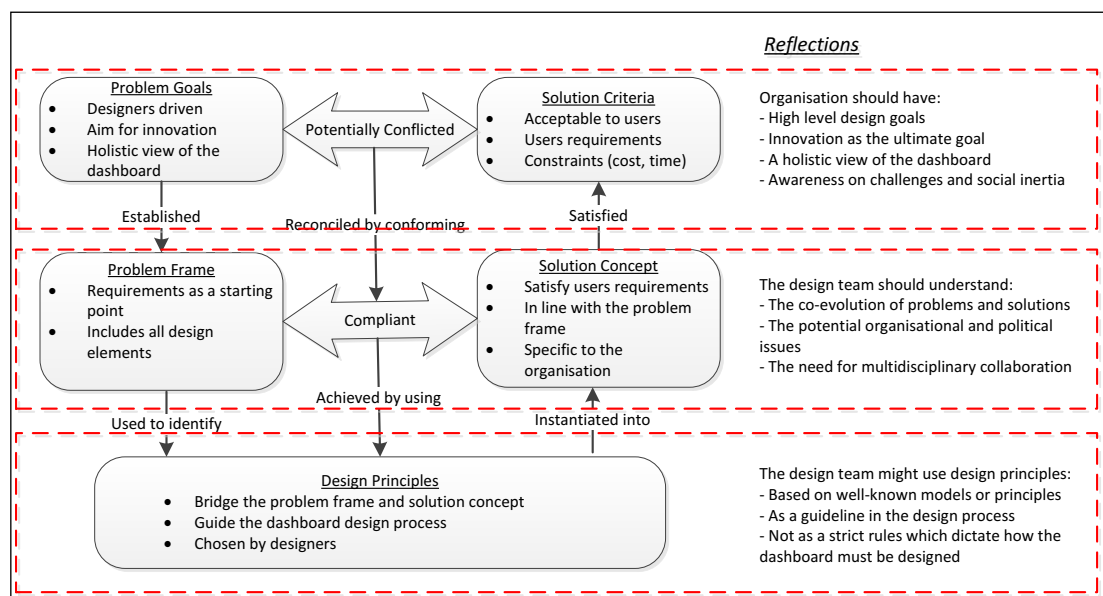 Reflections
Problem Goals
• Designers driven
• Aim for innovation
• Holistic view of the
dashboard
Potentially Conflicted
Solution Criteria
• Acceptable to users
• Users requirements
• Constraints (cost, time)
Organisation should have:
- High level design goals
- Innovation as the ultimate goal
- A holistic view of the dashboard
- Awareness on challenges and social inertia
Established
Reconciled by conforming
Satisfied
Problem Frame
• Requirements as a starting
point
• Includes all design
elements
Compliant
Solution Concept
• Satisfy users requirements
• In line with the problem
frame
• Specific to the
organisation
The design team should understand:
- The co-evolution of problems and solutions
- The potential organisational and political
issues
- The need for multidisciplinary collaboration
Used to identify
Achieved by using
Instantiated into
Design Principles
• Bridge the problem frame and solution concept
• Guide the dashboard design process
• Chosen by designers
The design team might use design principles:
- Based on well-known models or principles
- As a guideline in the design process
- Not as a strict rules which dictate how the
dashboard must be designed